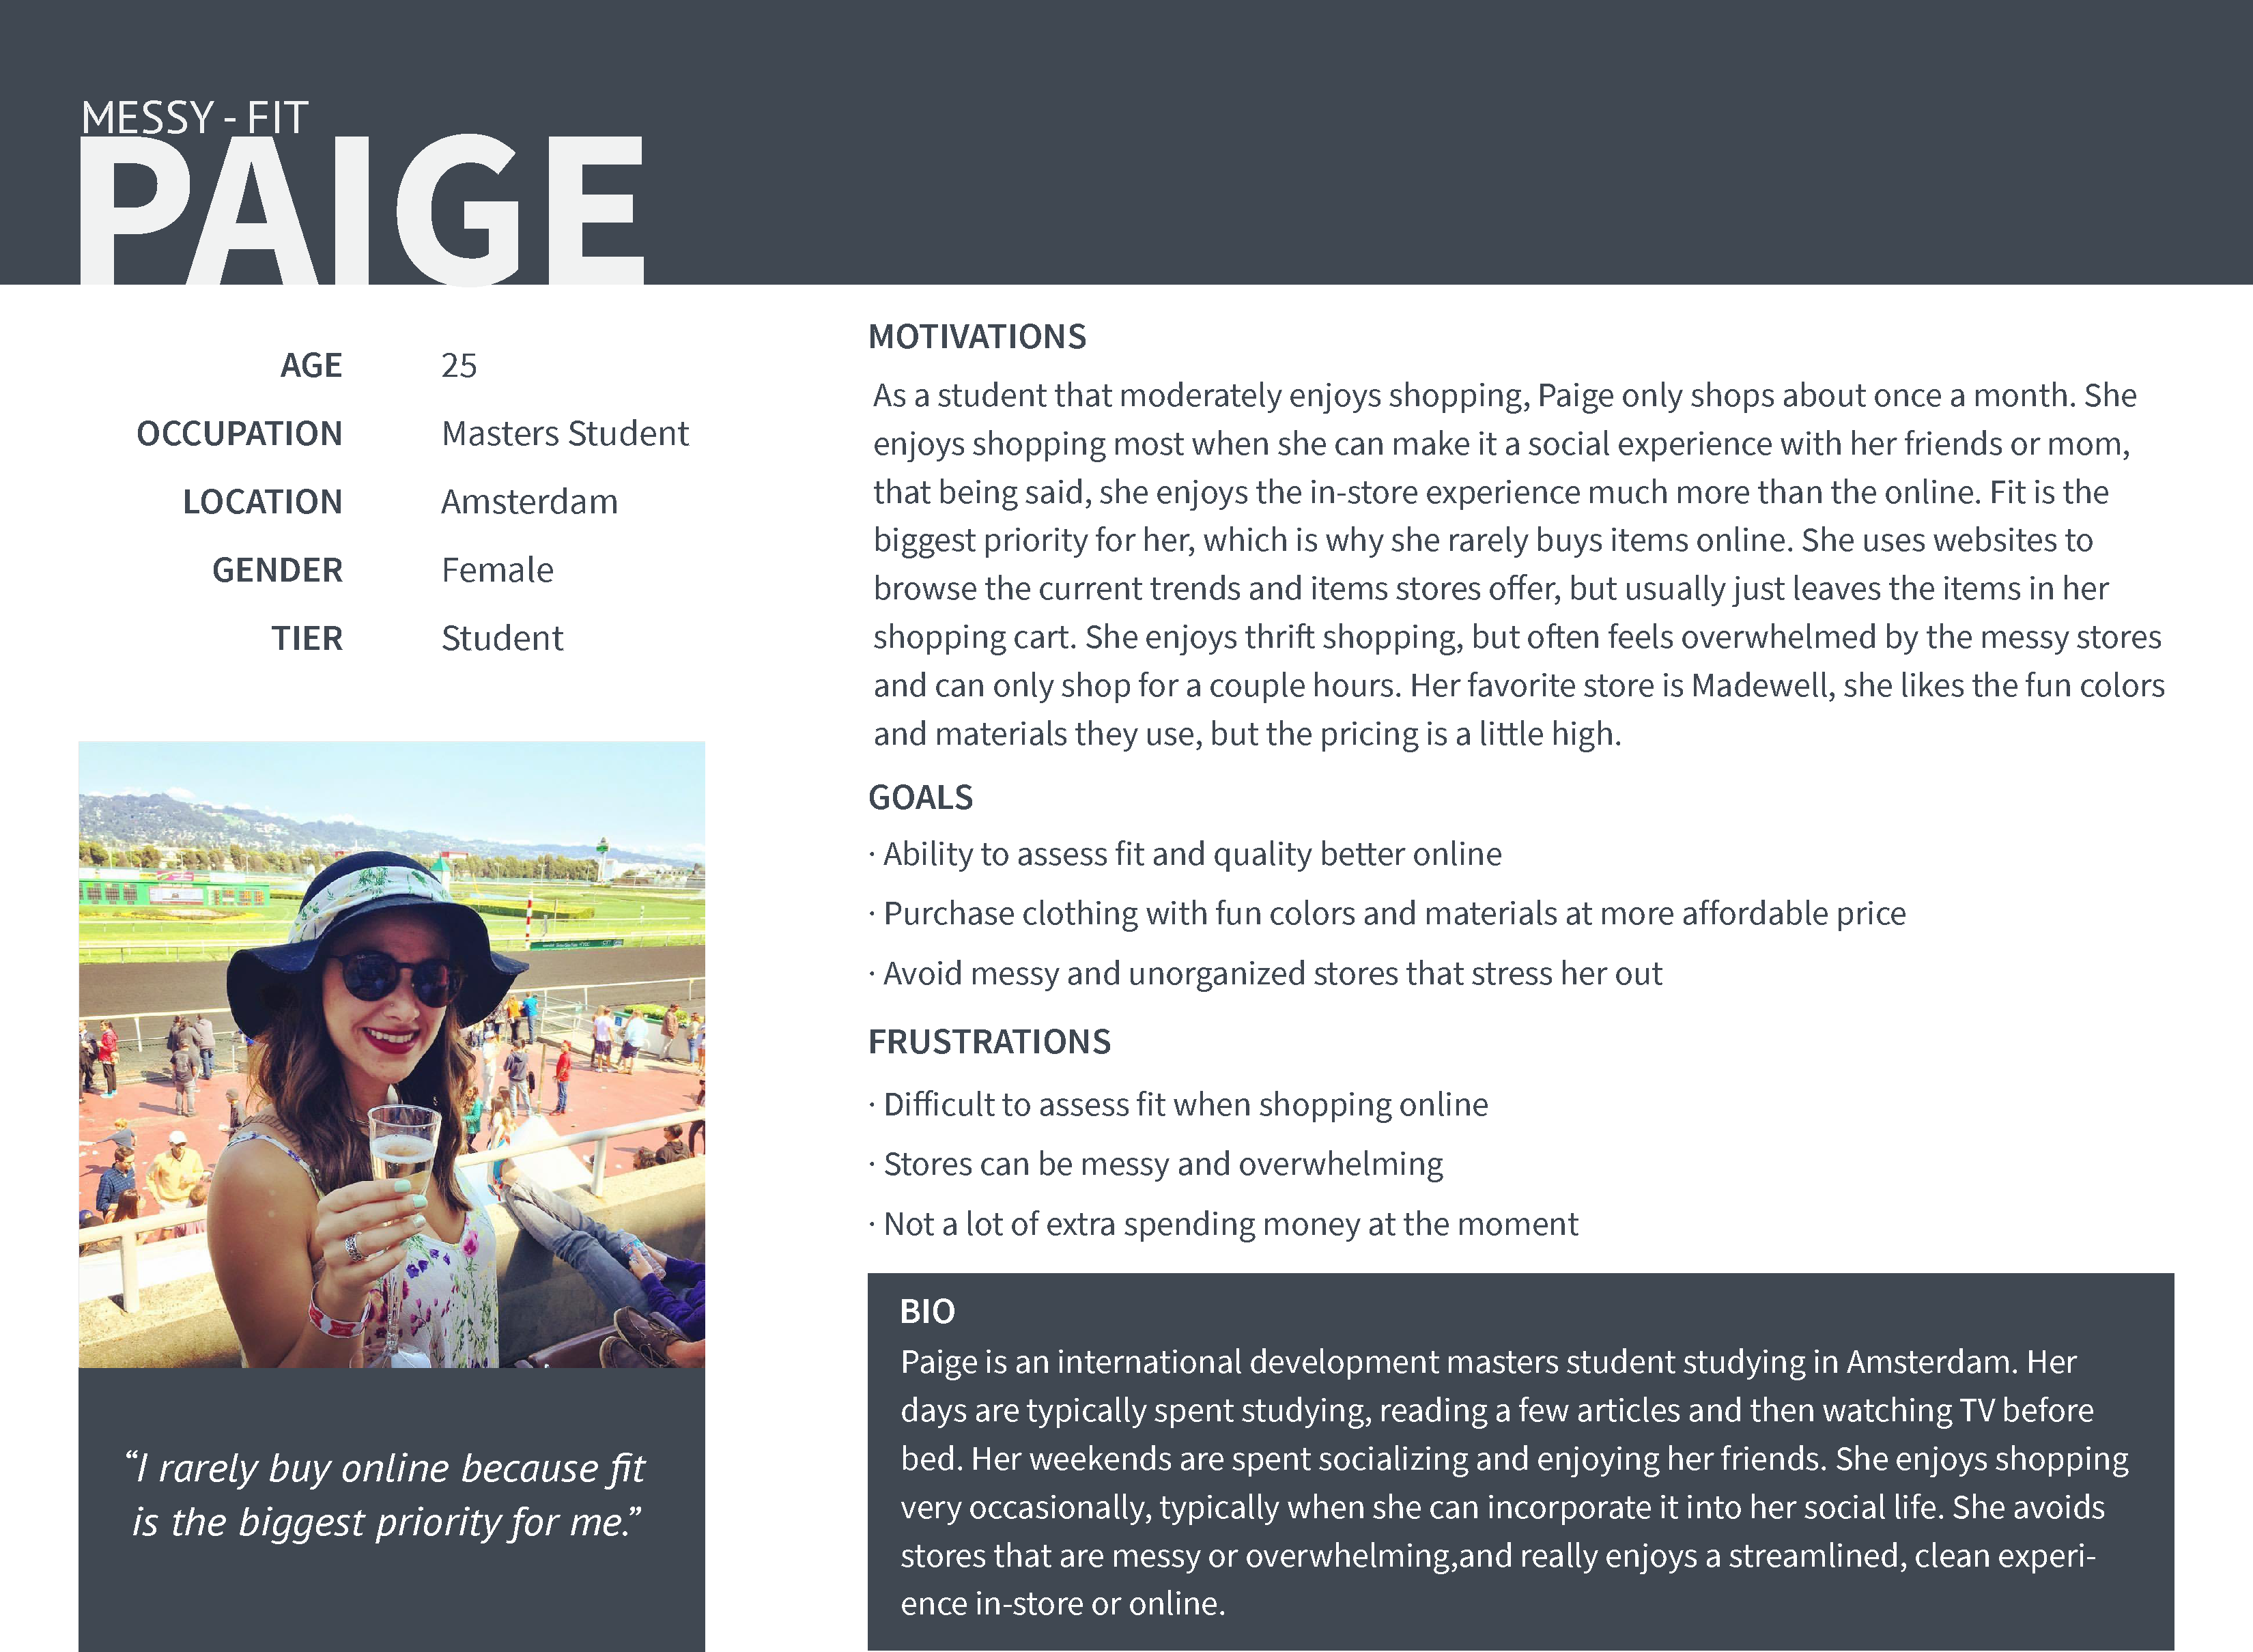 MESSY - FIT
PAIGE
AGE 25
OCCUPATION Masters Student
LOCATION Amsterdam
GENDER Female
TIER Student
“I rarely buy online because fit
is the biggest priority for me.”
MOTIVATIONS
As a student that moderately enjoys shopping, Paige only shops about once a month. She
enjoys shopping most when she can make it a social experience with her friends or mom,
that being said, she enjoys the in-store experience much more than the online. Fit is the
biggest priority for her, which is why she rarely buys items online. She uses websites to
browse the current trends and items stores offer, but usually just leaves the items in her
shopping cart. She enjoys thrift shopping, but often feels overwhelmed by the messy stores
and can only shop for a couple hours. Her favorite store is Madewell, she likes the fun colors
and materials they use, but the pricing is a little high.
GOALS
· Ability to assess fit and quality better online
· Purchase clothing with fun colors and materials at more affordable price
· Avoid messy and unorganized stores that stress her out
FRUSTRATIONS
· Difficult to assess fit when shopping online
· Stores can be messy and overwhelming
· Not a lot of extra spending money at the moment
BIO
Paige is an international development masters student studying in Amsterdam. Her
days are typically spent studying, reading a few articles and then watching TV before
bed. Her weekends are spent socializing and enjoying her friends. She enjoys shopping
very occasionally, typically when she can incorporate it into her social life. She avoids
stores that are messy or overwhelming,and really enjoys a streamlined, clean experi-
ence in-store or online.